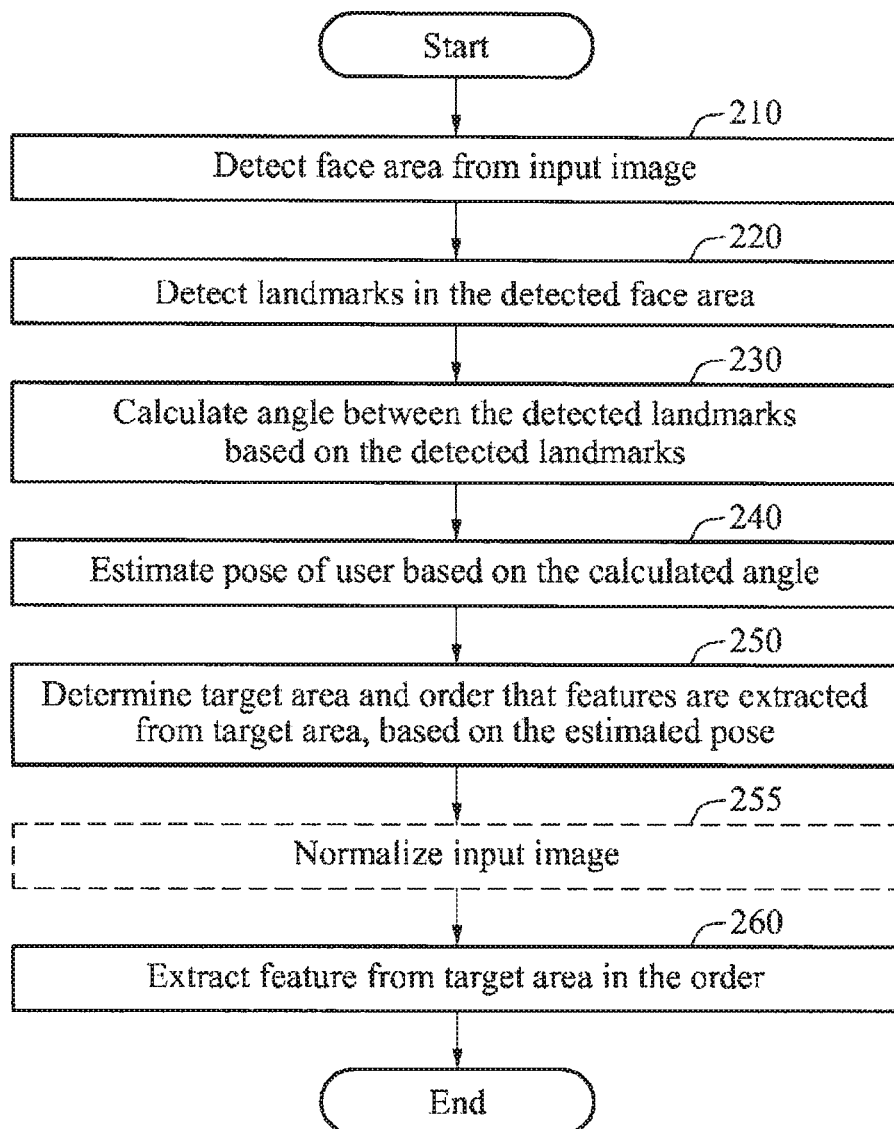 Start
210
Detect face area from input image
220
Detect landmarks in the detected face area
230
Calculate angle between the detected landmarks
based on the detected landmarks
240
Estimate pose of user based on the calculated angle
250
Determine target area and order that features are extracted
from target area, based on the estimated pose
255
Normalize input image
260
Extract feature from target area in the order
End